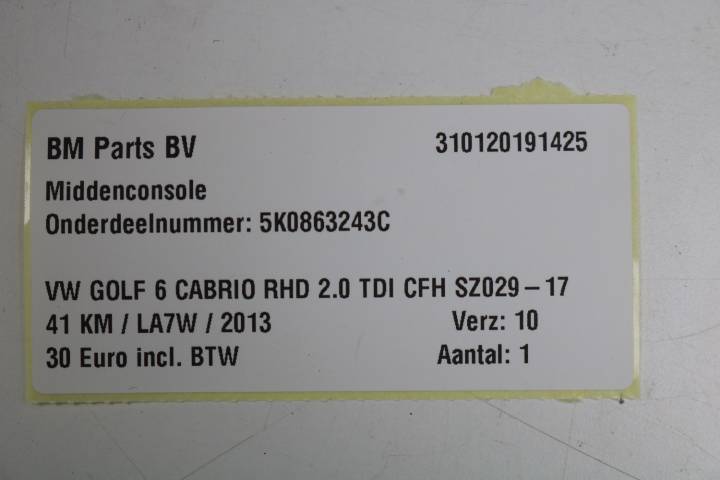 BM Parts BV 310120191425
Middenconsole
Onderdeelnummer: 5K0863243C
VW GOLF 6 CABRIO RHD 2.0 TDI CFH SZ029-17
41 KM / LA7W / 2013 Verz: 10
30 Euro incl. BTW Aantal: 1